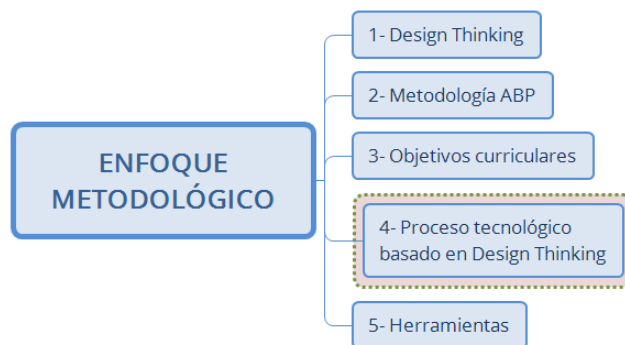 ENFOQUE
METODOLÓGICO
1- Design Thinking
2- Metodología ABP
3- Objetivos curriculares
4- Proceso tecnológico
basado en Design Thinking
5- Herramientas